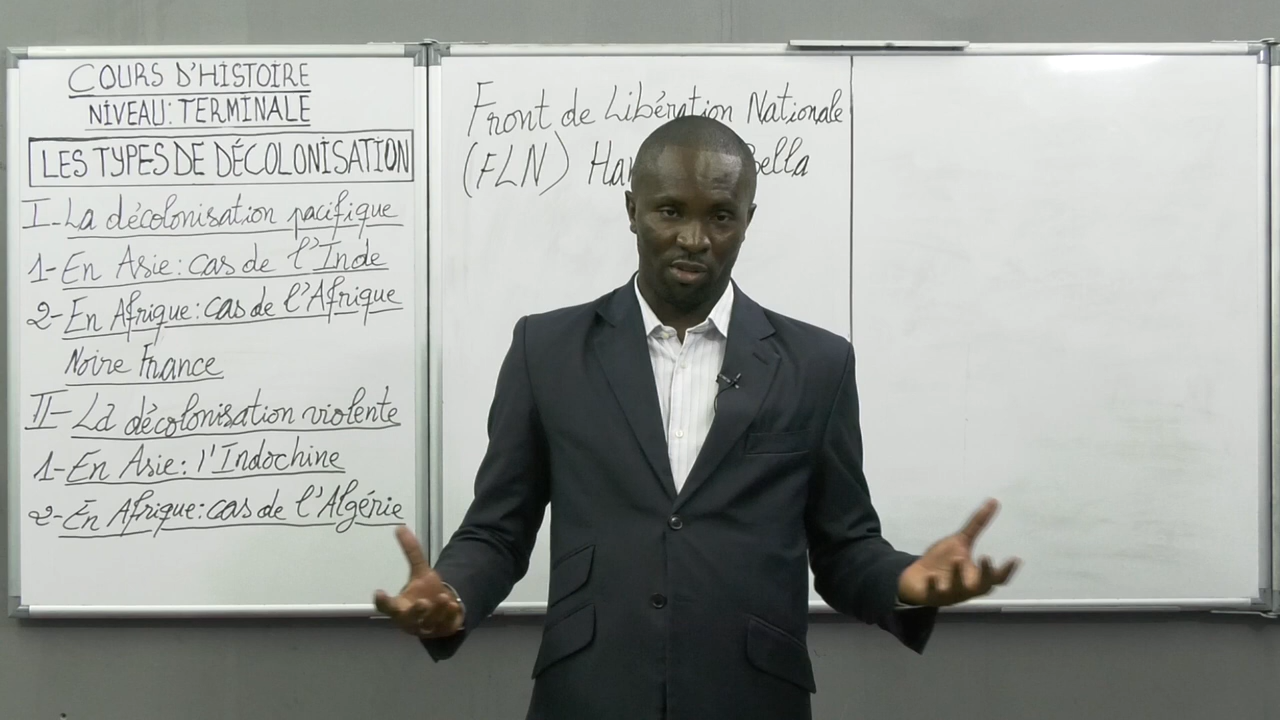 COURS D'HISTOIRE
NIVEAU: TERMINALE
LES TYPES DE DÉCOLONISATION
I-La décolonisation pacifique
1-En Asie: cas de l'Inde
2-En Afrique: cas de l'Afrique
Noire France
II-La décolonisation violente
1-En Asie: l'Indochine
2-En Afrique: cas de l'Algérie
Front de Libération Nationale
(FLN)